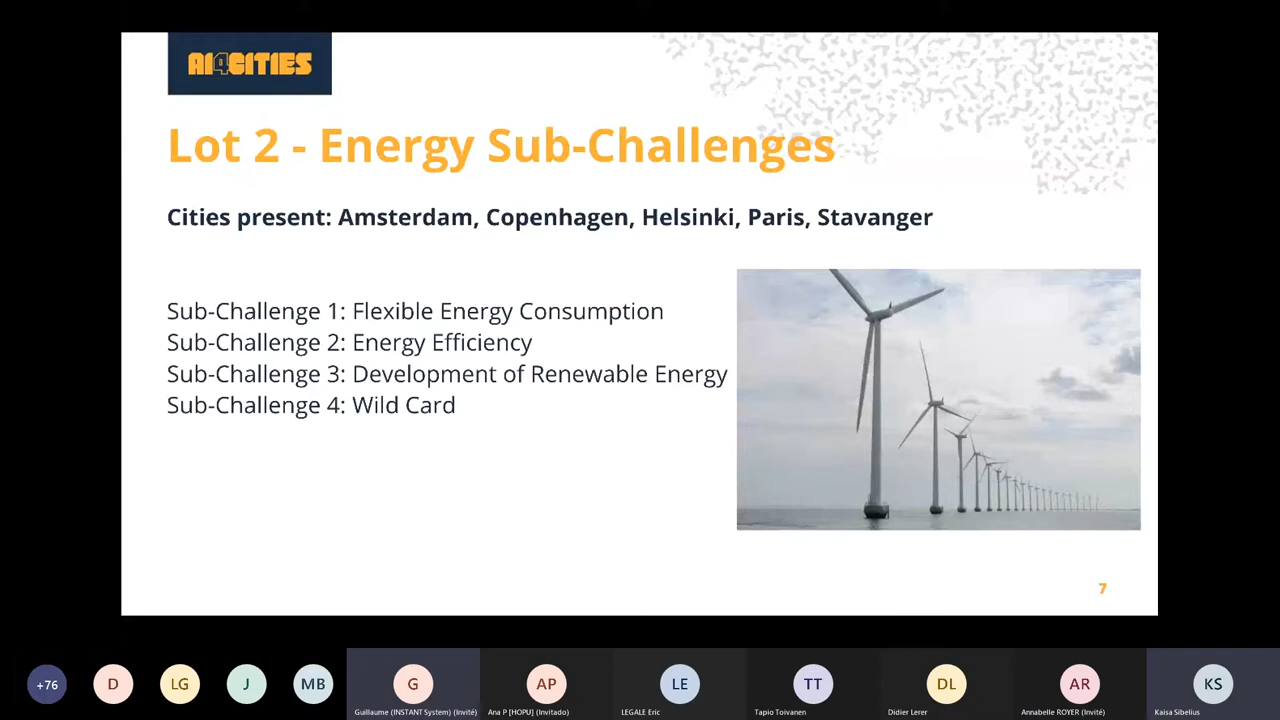 AI4CITIES
Lot 2 - Energy Sub-Challenges
Cities present: Amsterdam, Copenhagen, Helsinki, Paris, Stavanger
Sub-Challenge 1: Flexible Energy Consumption
Sub-Challenge 2: Energy Efficiency
Sub-Challenge 3: Development of Renewable Energy
Sub-Challenge 4: Wild Card
7
+76 D LG J MB G AP LE TT DL AR KS
Guillaume (INSTANT System) (Invité) Ana P [HOPU] (Invitado) LEGALE Eric Tapio Toivanen Didier Lerer Annabelle ROYER (Invité) Kaisa Sibelius